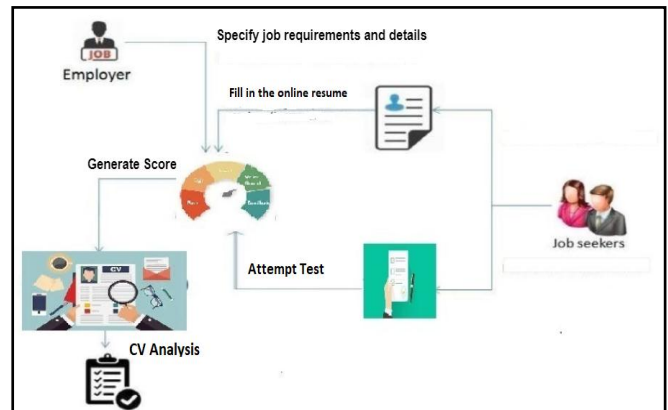 Specify job requirements and details
JOB
Employer
Fill in the online resume
Generate Score
Job seekers
CV
Attempt Test
CV Analysis